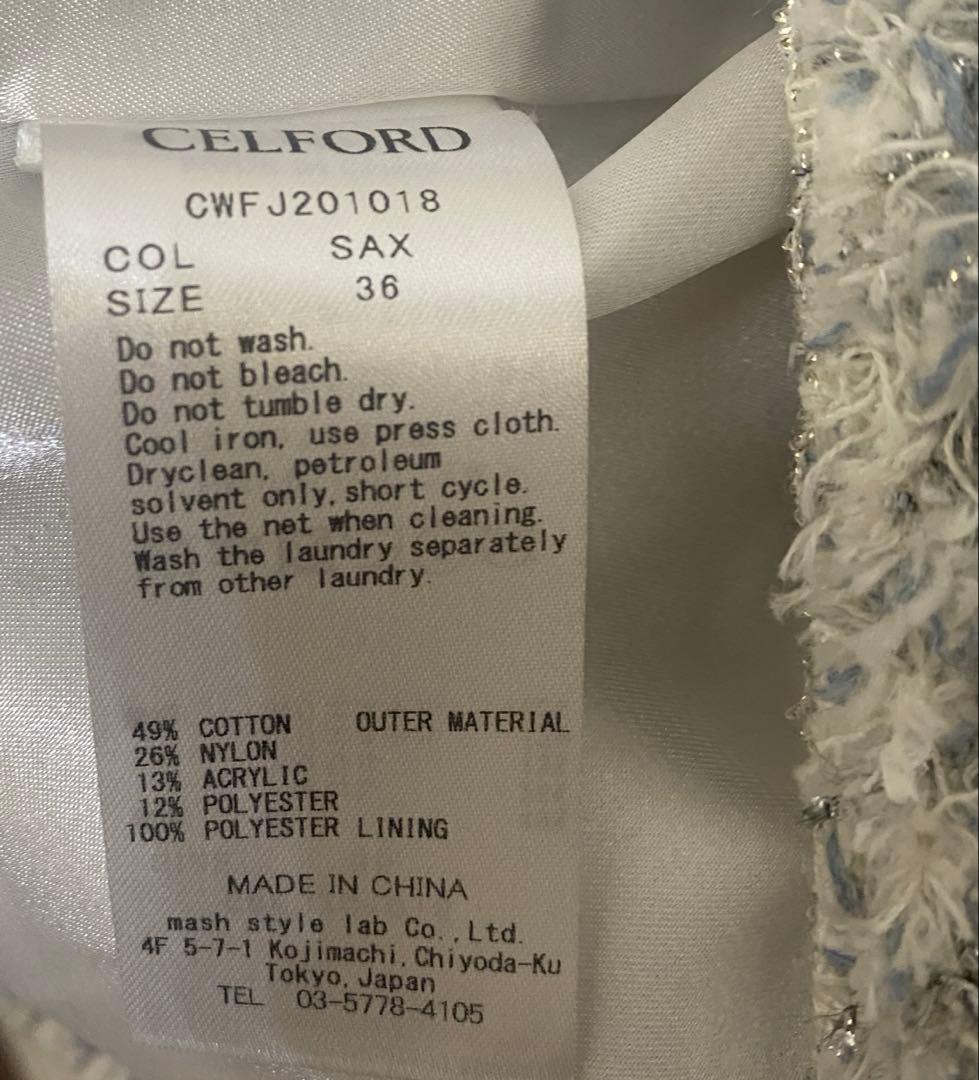 CELFORD
CWFJ201018
COL SAX
SIZE 36
Do not wash.
Do not bleach.
Do not tumble dry.
Cool iron, use press cloth.
Dryclean, petroleum
solvent only, short cycle.
Use the net when cleaning.
Wash the laundry separately
from other laundry.
49% COTTON OUTER MATERIAL
26% NYLON
13% ACRYLIC
12% POLYESTER
100% POLYESTER LINING
MADE IN CHINA
mash style lab Co.,Ltd.
4F 5-7-1 Kojimachi, Chiyoda-Ku
Tokyo, Japan
TEL 03-5778-4105